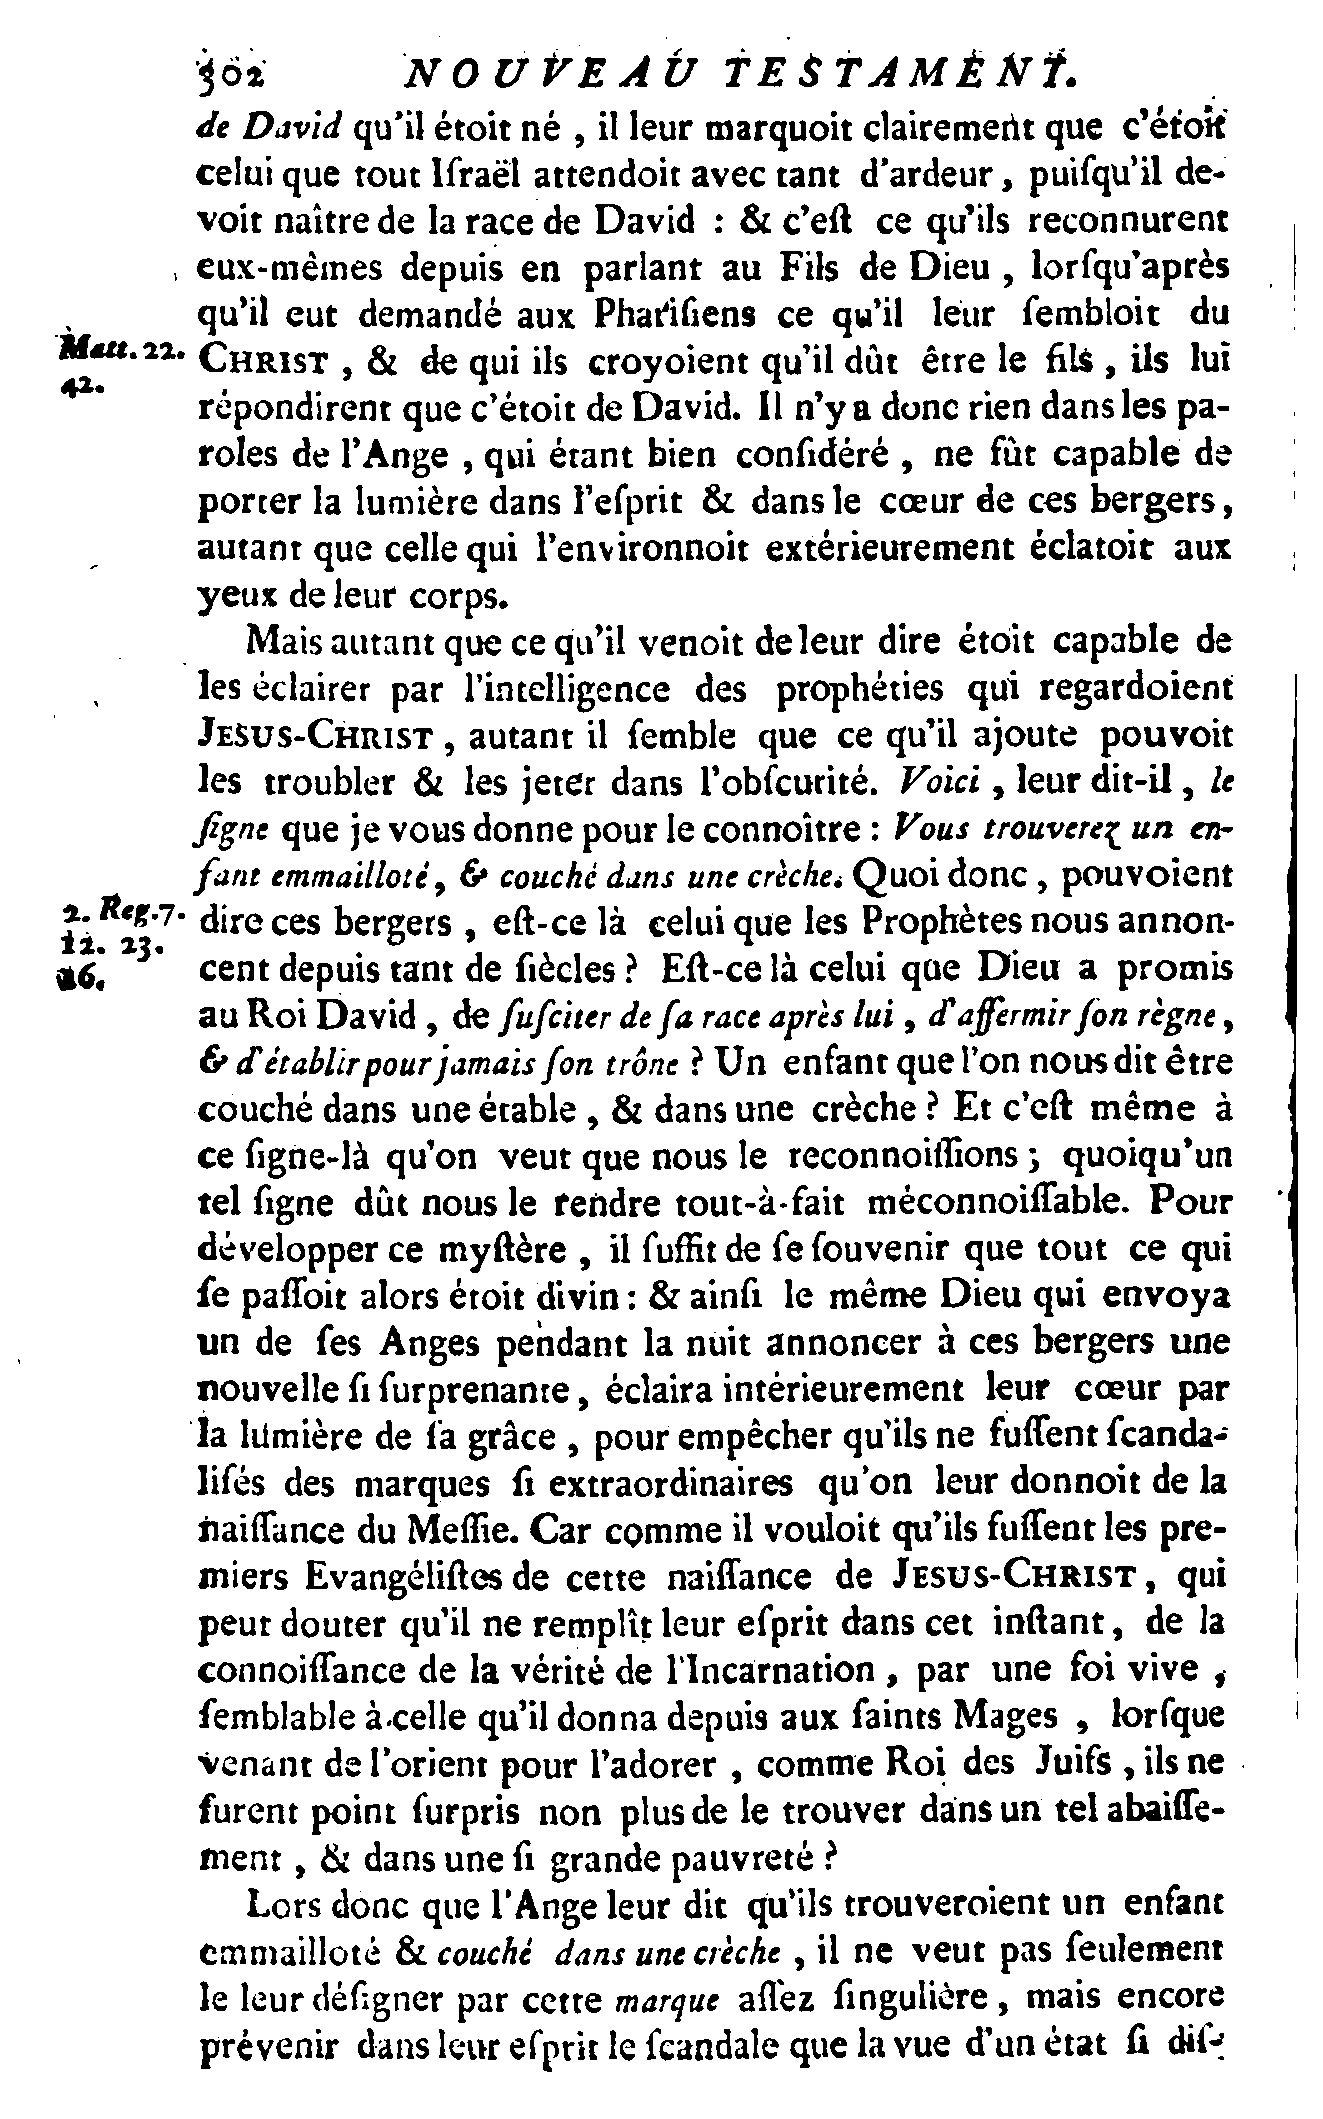 302 NOUVEAU TESTAMENT.
de David qu'il étoit né , il leur marquoit clairement que c'étoit
celui que tout Iſraël attendoit avec tant d'ardeur , puiſqu'il de-
voit naître de la race de David : & c'eſt ce qu'ils reconnurent
eux-mêmes depuis en parlant au Fils de Dieu , lorſqu'après
qu'il eut demandé aux Phariſiens ce qu'il leur ſembloit du
Matt. 22. CHRIST , & de qui ils croyoient qu'il dût être le fils , ils lui
42.
répondirent que c'étoit de David. Il n'y a donc rien dans les pa-
roles de l'Ange , qui étant bien conſidéré , ne fût capable de
porter la lumière dans l'eſprit & dans le cœur de ces bergers ,
autant que celle qui l'environnoit extérieurement éclatoit aux
yeux de leur corps.
Mais autant que ce qu'il venoit de leur dire étoit capable de
les éclairer par l'intelligence des prophéties qui regardoient
JESUS-CHRIST , autant il ſemble que ce qu'il ajoute pouvoit
les troubler & les jeter dans l'obſcurité. Voici , leur dit-il , le
ſigne que je vous donne pour le connoître : Vous trouverez un en-
fant emmailloté , & couché dans une crèche. Quoi donc , pouvoient
2. Reg. 7. dire ces bergers , eſt-ce là celui que les Prophètes nous annon-
12. 23.
cent depuis tant de ſiècles ? Eſt-ce là celui que Dieu a promis
26.
au Roi David , de ſuſciter de ſa race après lui , d'affermir ſon règne ,
& d'établir pour jamais ſon trône ? Un enfant que l'on nous dit être
couché dans une étable , & dans une crèche ? Et c'eſt même à
ce ſigne-là qu'on veut que nous le reconnoiſſions ; quoiqu'un
tel ſigne dût nous le rendre tout-à-fait méconnoiſſable. Pour
développer ce myſtère , il ſuffit de ſe ſouvenir que tout ce qui
ſe paſſoit alors étoit divin : & ainſi le même Dieu qui envoya
un de ſes Anges pendant la nuit annoncer à ces bergers une
nouvelle ſi ſurprenante , éclaira intérieurement leur cœur par
la lumière de ſa grâce , pour empêcher qu'ils ne fuſſent ſcanda-
liſés des marques ſi extraordinaires qu'on leur donnoit de la
naiſſance du Meſſie. Car comme il vouloit qu'ils fuſſent les pre-
miers Evangéliſtes de cette naiſſance de JESUS-CHRIST , qui
peut douter qu'il ne remplît leur eſprit dans cet inſtant , de la
connoiſſance de la vérité de l'Incarnation , par une foi vive ,
ſemblable à celle qu'il donna depuis aux ſaints Mages , lorſque
venant de l'orient pour l'adorer , comme Roi des Juifs , ils ne
furent point ſurpris non plus de le trouver dans un tel abaiſſe-
ment , & dans une ſi grande pauvreté ?
Lors donc que l'Ange leur dit qu'ils trouveroient un enfant
emmailloté & couché dans une crèche , il ne veut pas ſeulement
le leur déſigner par cette marque aſſez ſingulière , mais encore
prévenir dans leur eſprit le ſcandale que la vue d'un état ſi diſ-